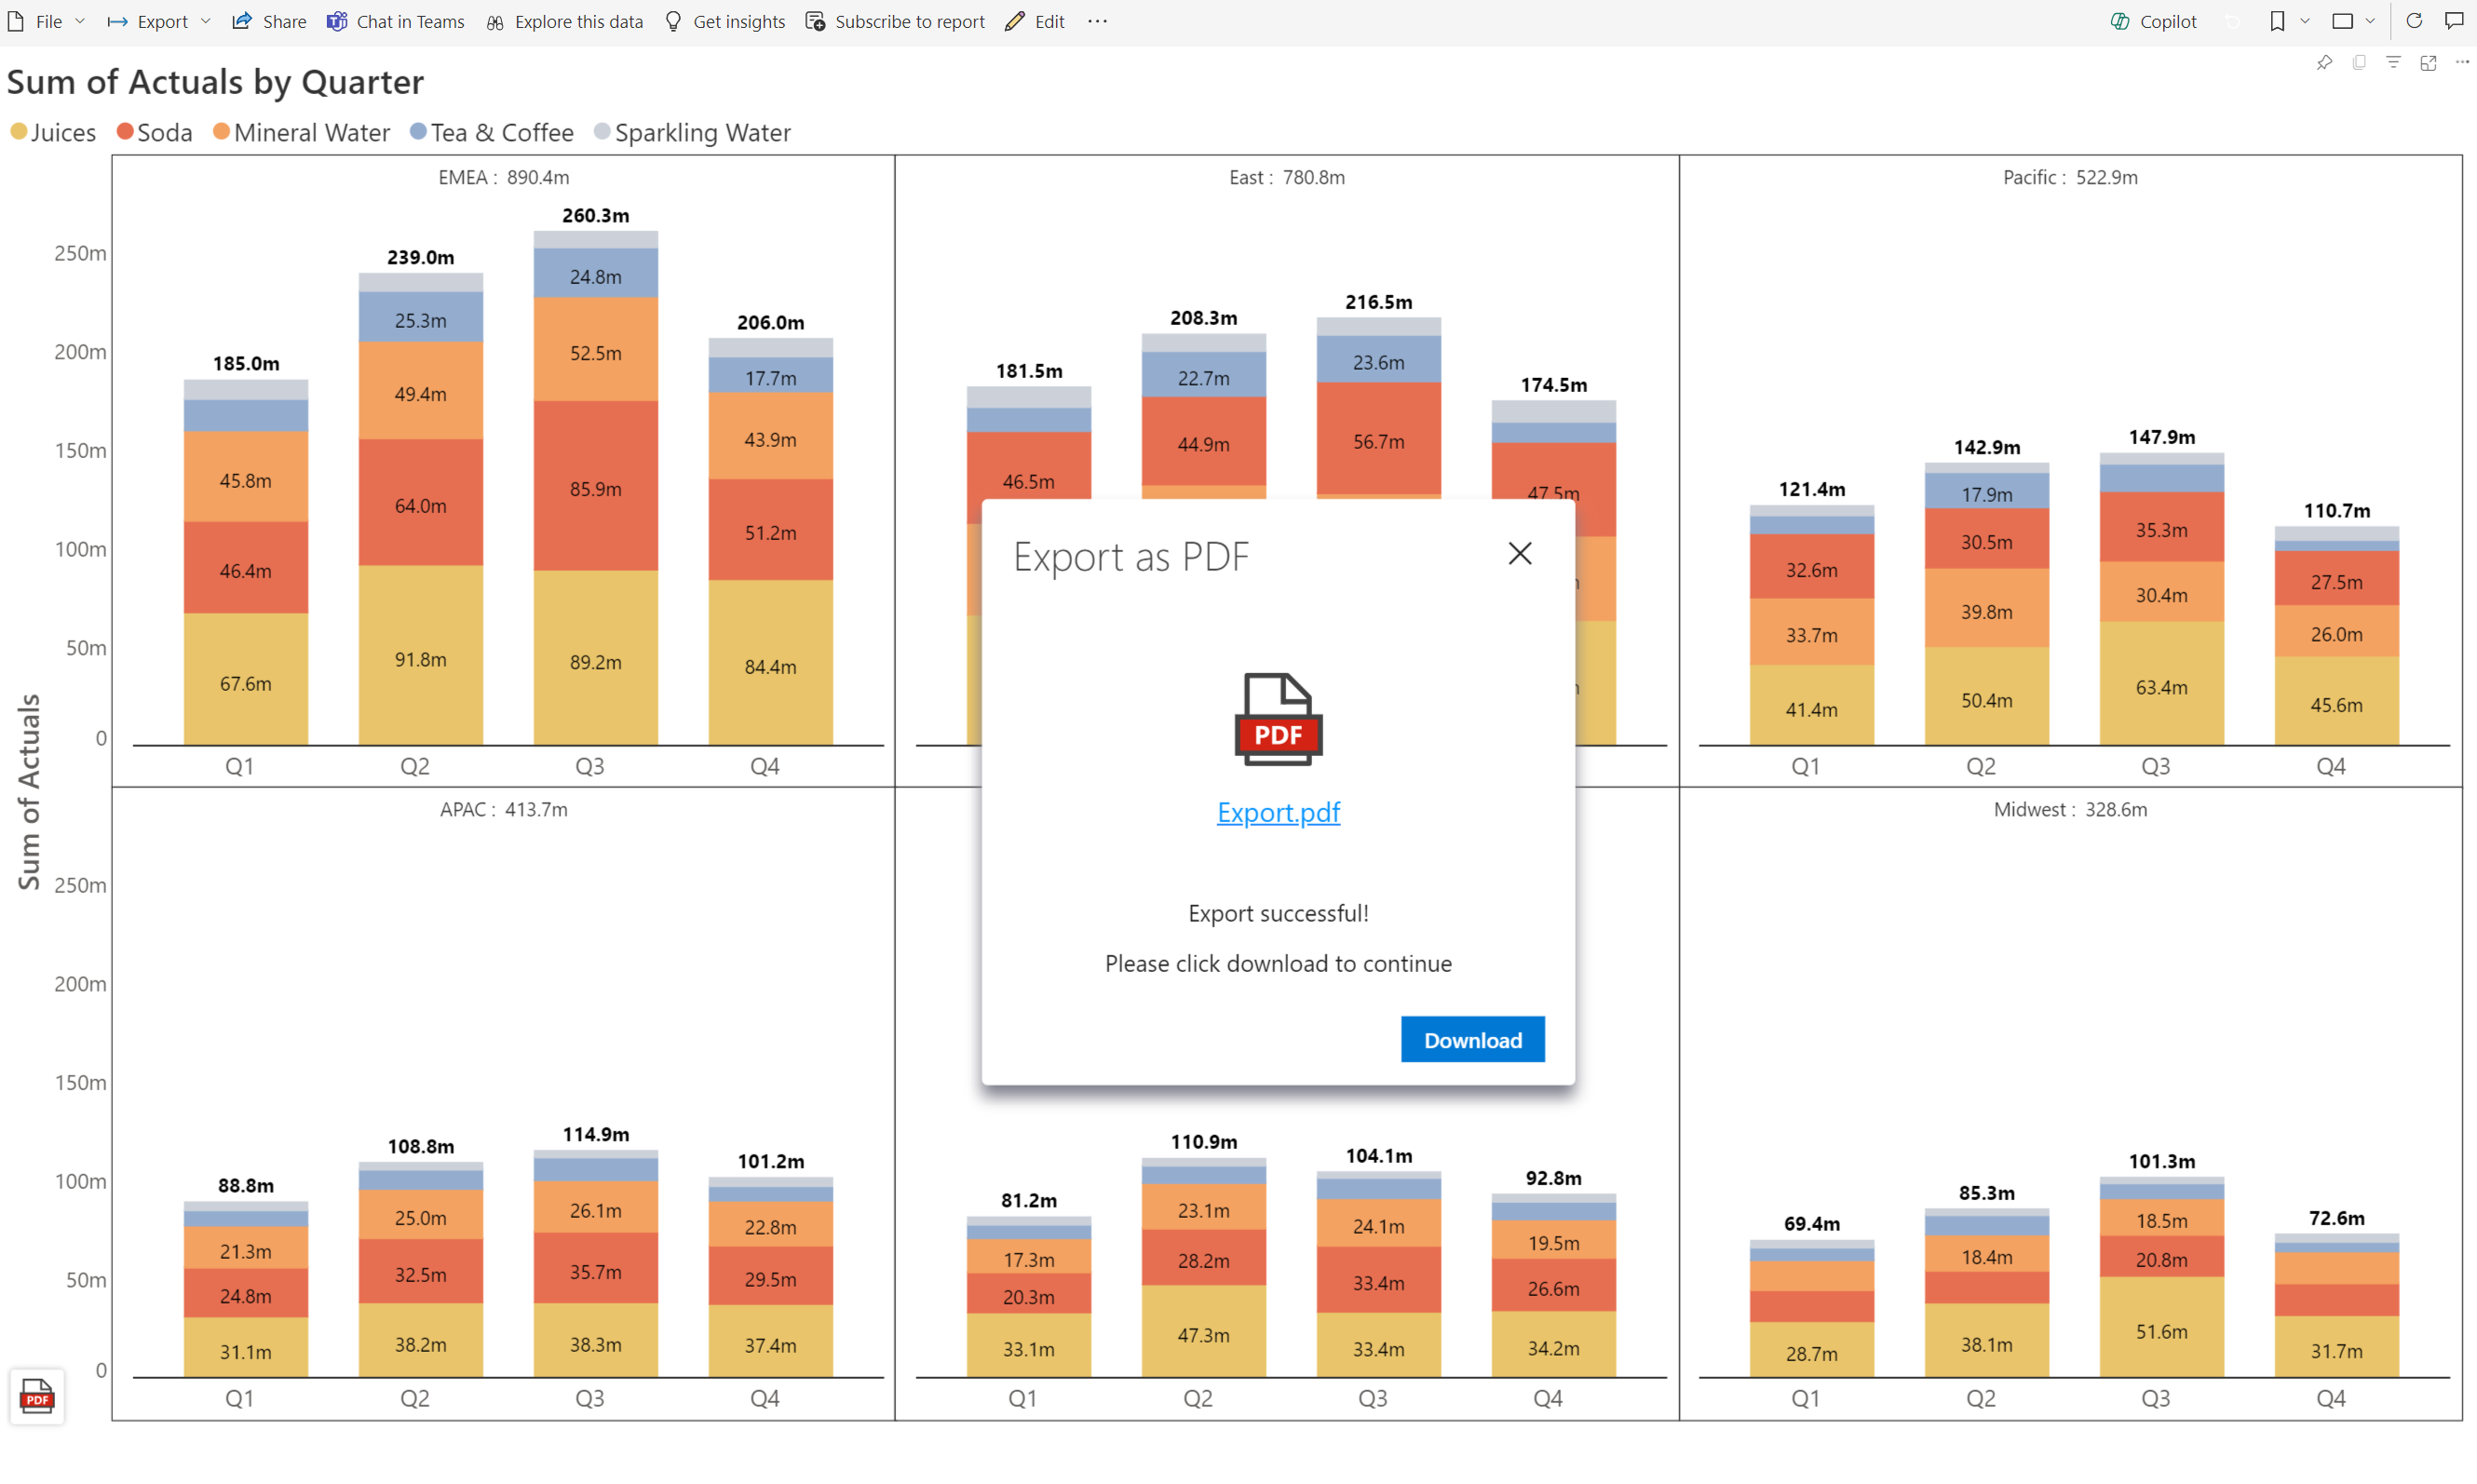 File Export Share Chat in Teams Explore this data Get insights Subscribe to report Edit ··· Copilot
Sum of Actuals by Quarter
Juices Soda Mineral Water Tea & Coffee Sparkling Water
Sum of Actuals
EMEA : 890.4m
250m
200m
150m
100m
50m
0
185.0m
45.8m
46.4m
67.6m
239.0m
25.3m
49.4m
64.0m
91.8m
260.3m
24.8m
52.5m
85.9m
89.2m
206.0m
17.7m
43.9m
51.2m
84.4m
Q1 Q2 Q3 Q4
East : 780.8m
181.5m
46.5m
208.3m
22.7m
44.9m
216.5m
23.6m
56.7m
174.5m
47.5m
Pacific : 522.9m
121.4m
32.6m
33.7m
41.4m
142.9m
17.9m
30.5m
39.8m
50.4m
147.9m
35.3m
30.4m
63.4m
110.7m
27.5m
26.0m
45.6m
Q1 Q2 Q3 Q4
Export as PDF
PDF
Export.pdf
Export successful!
Please click download to continue
Download
APAC : 413.7m
250m
200m
150m
100m
50m
0
88.8m
21.3m
24.8m
31.1m
108.8m
25.0m
32.5m
38.2m
114.9m
26.1m
35.7m
38.3m
101.2m
22.8m
29.5m
37.4m
Q1 Q2 Q3 Q4
81.2m
17.3m
20.3m
33.1m
110.9m
23.1m
28.2m
47.3m
104.1m
24.1m
33.4m
33.4m
92.8m
19.5m
26.6m
34.2m
Q1 Q2 Q3 Q4
Midwest : 328.6m
69.4m
28.7m
85.3m
18.4m
38.1m
101.3m
18.5m
20.8m
51.6m
72.6m
31.7m
Q1 Q2 Q3 Q4
PDF